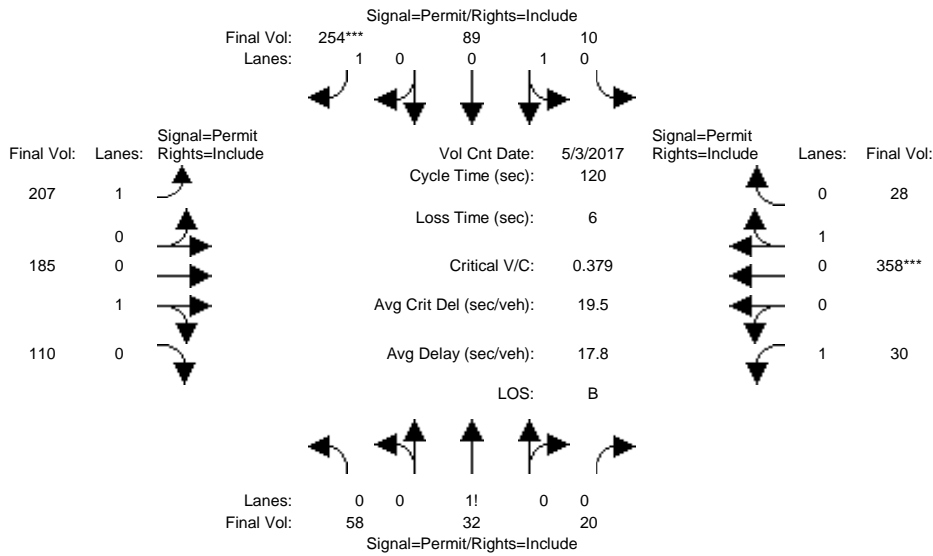 Signal=Permit/Rights=Include
Final Vol: 254*** 89 10
Lanes: 1 0 0 1 0
Signal=Permit
Final Vol: Lanes: Rights=Include
Vol Cnt Date: 5/3/2017
Signal=Permit
Rights=Include Lanes: Final Vol:
Cycle Time (sec): 120
207 1
0 28
Loss Time (sec): 6
0
1
185 0
Critical V/C: 0.379
0 358***
1
Avg Crit Del (sec/veh): 19.5
0
110 0
Avg Delay (sec/veh): 17.8
1 30
LOS: B
Lanes: 0 0 1! 0 0
Final Vol: 58 32 20
Signal=Permit/Rights=Include